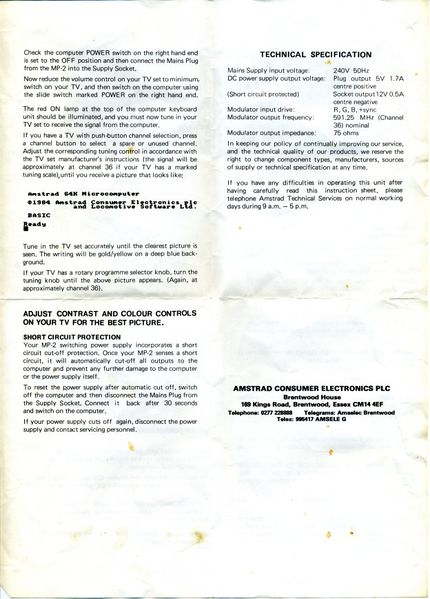 Check the computer POWER switch on the right hand end
is set to the OFF position and then connect the Mains Plug
from the MP-2 into the Supply Socket.
Now reduce the volume control on your TV set to minimum,
switch on your TV, and then switch on the computer using
the slide switch marked POWER on the right hand end.
The red ON lamp at the top of the computer keyboard
unit should be illuminated, and you must now tune in your
TV set to receive the signal from the computer.
If you have a TV with push-button channel selection, press
a channel button to select a spare or unused channel.
Adjust the corresponding tuning control in accordance with
the TV set manufacturer's instructions (the signal will be
approximately at channel 36 if your TV has a marked
tuning scale), until you receive a picture that looks like;
Amstrad 64K Microcomputer
©1984 Amstrad Consumer Electronics plc
and Locomotive Software Ltd.
BASIC
Ready
Tune in the TV set accurately until the clearest picture is
seen. The writing will be gold/yellow on a deep blue back-
ground.
If your TV has a rotary programme selector knob, turn the
tuning knob until the above picture appears. (Again, at
approximately channel 36).
ADJUST CONTRAST AND COLOUR CONTROLS
ON YOUR TV FOR THE BEST PICTURE.
SHORT CIRCUIT PROTECTION
Your MP-2 switching power supply incorporates a short
circuit cut-off protection. Once your MP-2 senses a short
circuit, it will automatically cut-off all outputs to the
computer and prevent any further damage to the computer
or the power supply itself.
To reset the power supply after automatic cut off, switch
off the computer and then disconnect the Mains Plug from
the Supply Socket. Connect it back after 30 seconds
and switch on the computer.
If your power supply cuts off again, disconnect the power
supply and contact servicing personnel.
TECHNICAL SPECIFICATION
Mains Supply input voltage: 240V 50Hz
DC power supply output voltage: Plug output 5V 1.7A
centre positive
(Short circuit protected) Socket output 12V 0.5A
centre negative
Modulator input drive: R, G, B, +sync
Modulator output frequency: 591.25 MHz (Channel
36) nominal
Modulator output impedance: 75 ohms
In keeping our policy of continually improving our service,
and the technical quality of our products, we reserve the
right to change component types, manufacturers, sources
of supply or technical specification at any time.
If you have any difficulties in operating this unit after
having carefully read this instruction sheet, please
telephone Amstrad Technical Services on normal working
days during 9 a.m. – 5 p.m.
AMSTRAD CONSUMER ELECTRONICS PLC
Brentwood House
169 Kings Road, Brentwood, Essex CM14 4EF
Telephone: 0277 228888 Telegrams: Amselec Brentwood
Telex: 995417 AMSELE G